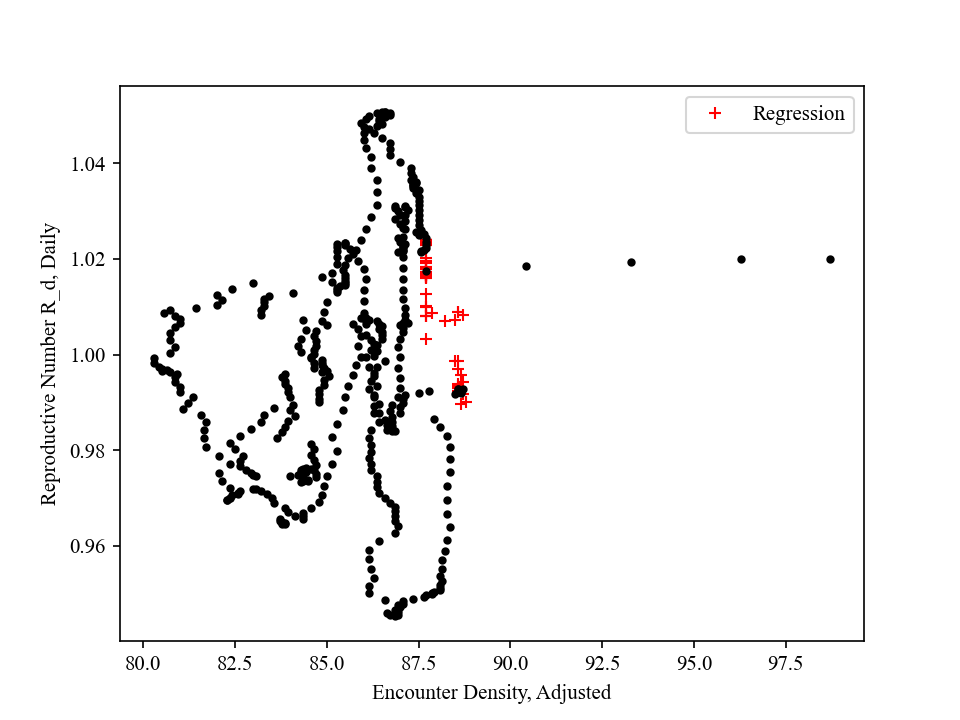 Regression
1.04
1.02
1.00
0.98
0.96
Reproductive Number R_d, Daily
80.0 82.5 85.0 87.5 90.0 92.5 95.0 97.5
Encounter Density, Adjusted